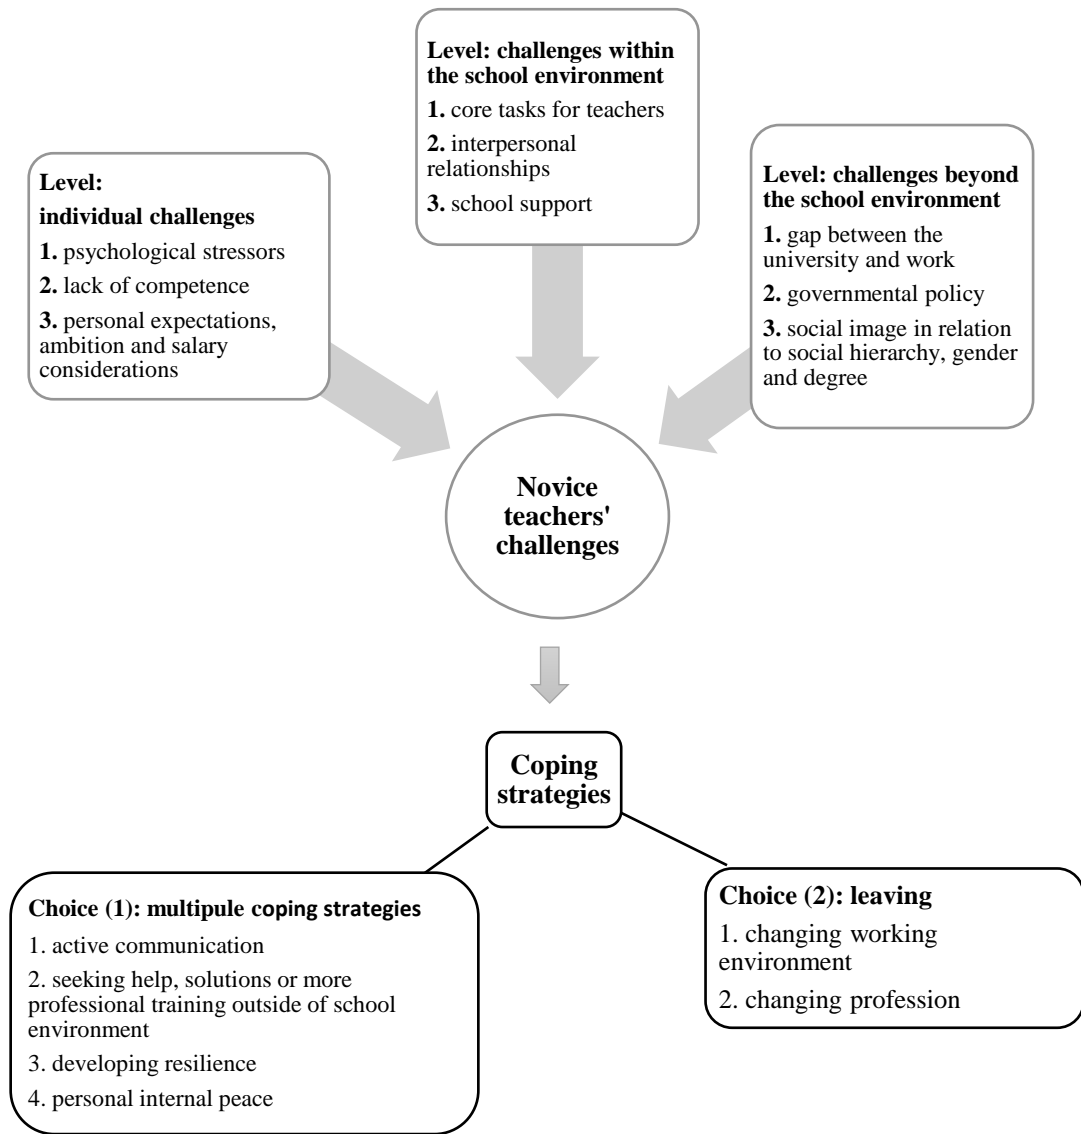 Level: challenges within
the school environment
1. core tasks for teachers
2. interpersonal
relationships
3. school support
Level:
individual challenges
1. psychological stressors
2. lack of competence
3. personal expectations,
ambition and salary
considerations
Level: challenges beyond
the school environment
1. gap between the
university and work
2. governmental policy
3. social image in relation
to social hierarchy, gender
and degree
Novice
teachers'
challenges
Coping
strategies
Choice (1): multipule coping strategies
1. active communication
2. seeking help, solutions or more
professional training outside of school
environment
3. developing resilience
4. personal internal peace
Choice (2): leaving
1. changing working
environment
2. changing profession